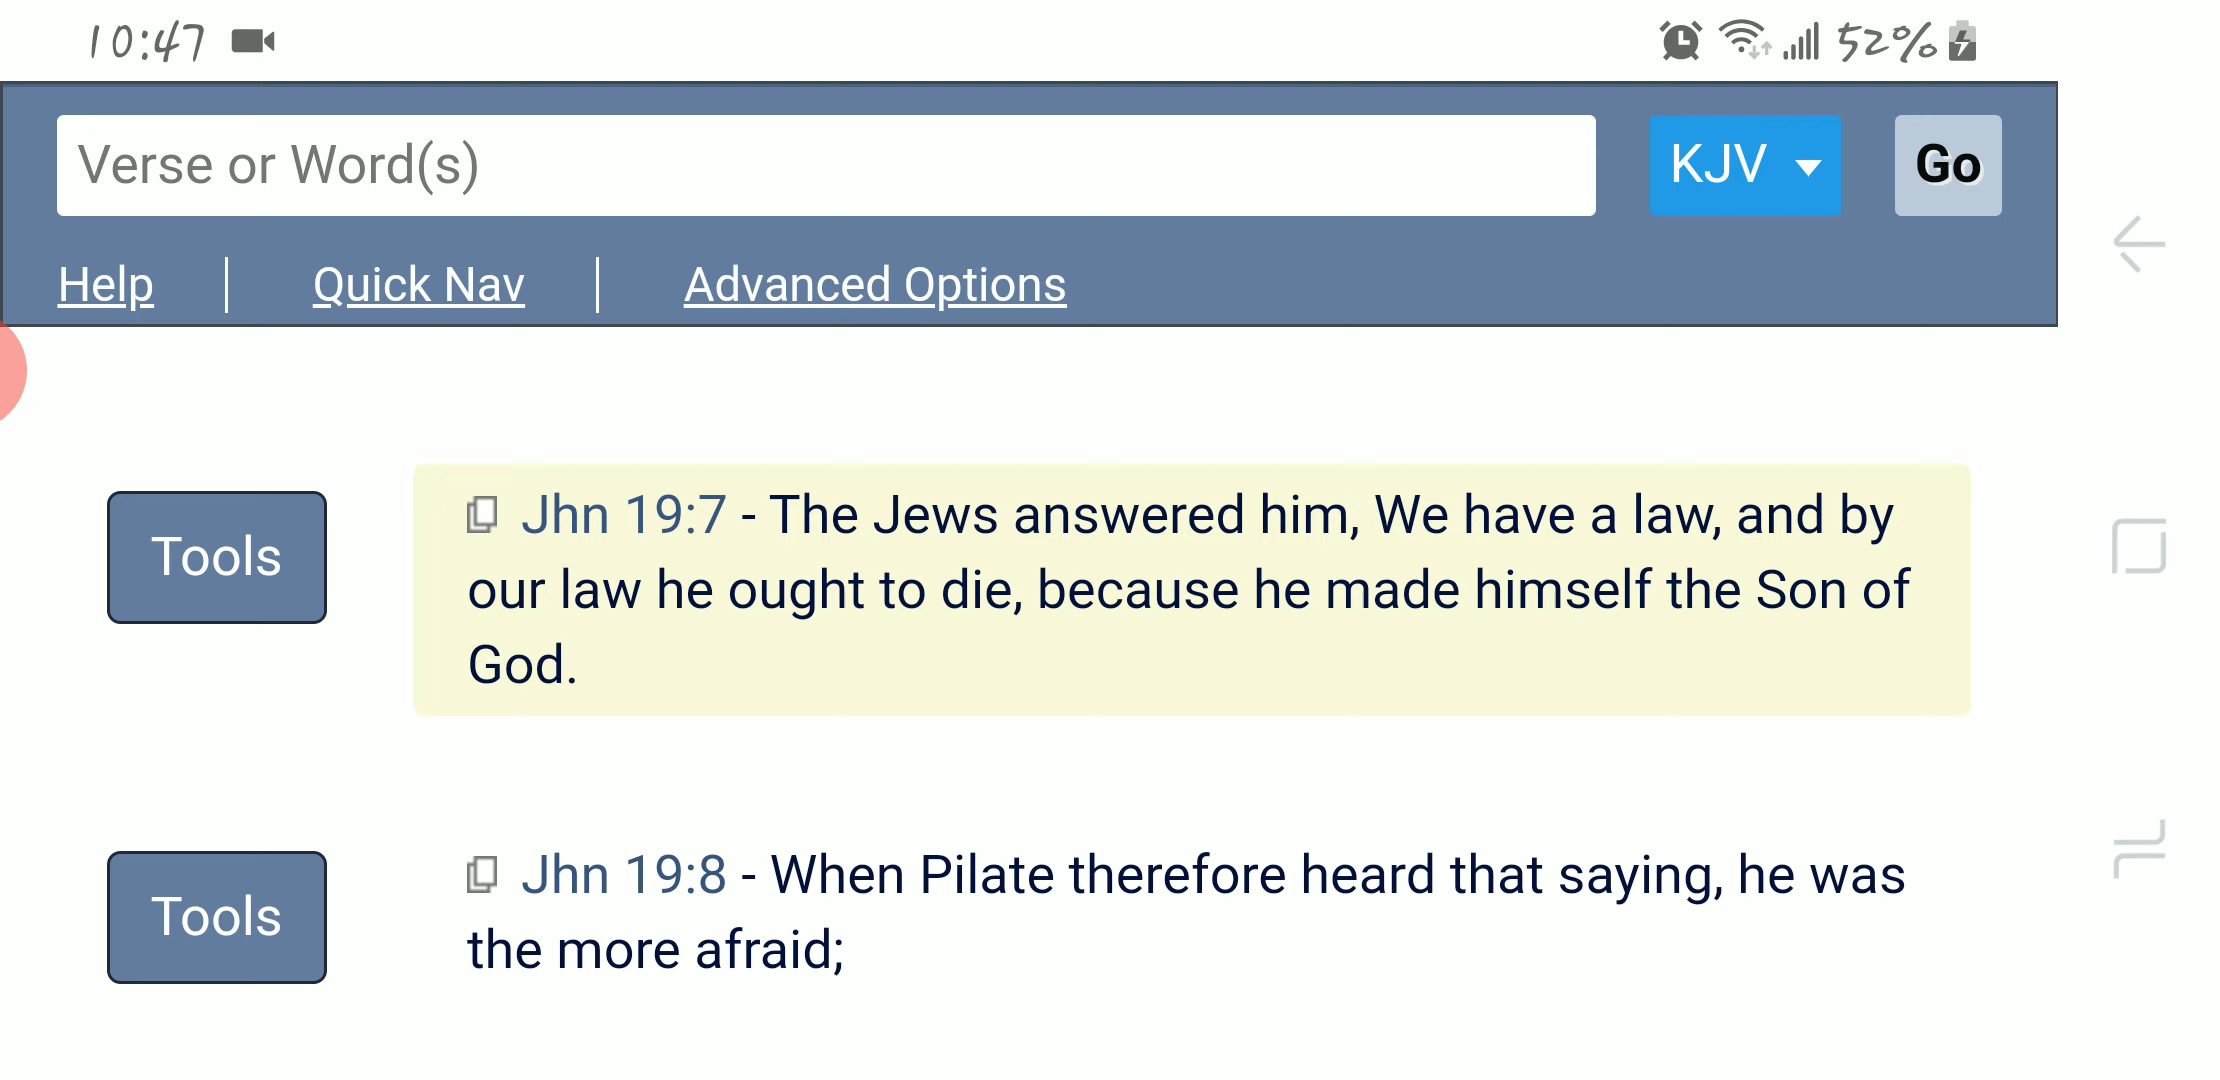 10:47 52%
Verse or Word(s) KJV Go
Help Quick Nav Advanced Options
Tools
Jhn 19:7 - The Jews answered him, We have a law, and by
our law he ought to die, because he made himself the Son of
God.
Tools
Jhn 19:8 - When Pilate therefore heard that saying, he was
the more afraid;